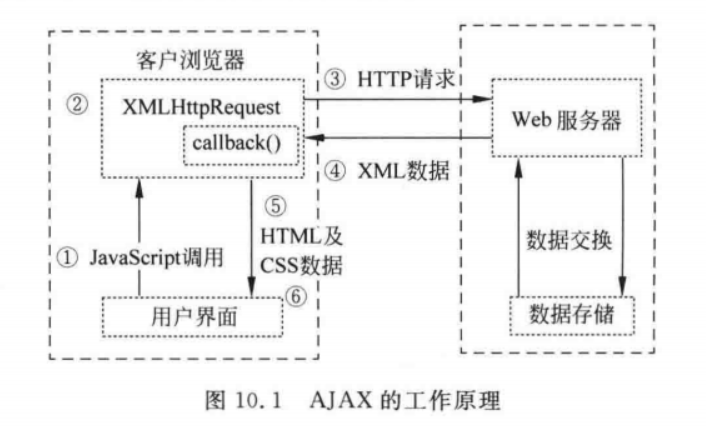 客户浏览器
② XMLHttpRequest
callback()
③ HTTP请求
④ XML数据
Web 服务器
① JavaScript调用
⑤
HTML及
CSS数据
⑥
用户界面
数据交换
数据存储
图 10.1 AJAX 的工作原理